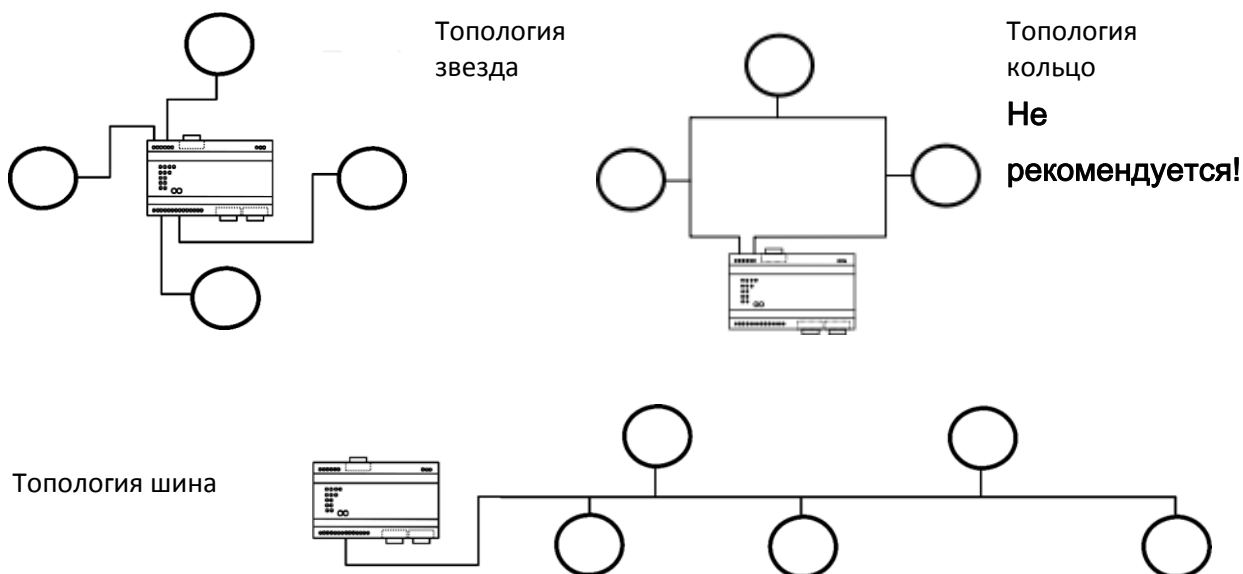 Топология
звезда
Топология
кольцо
Не
рекомендуется!
Топология шина